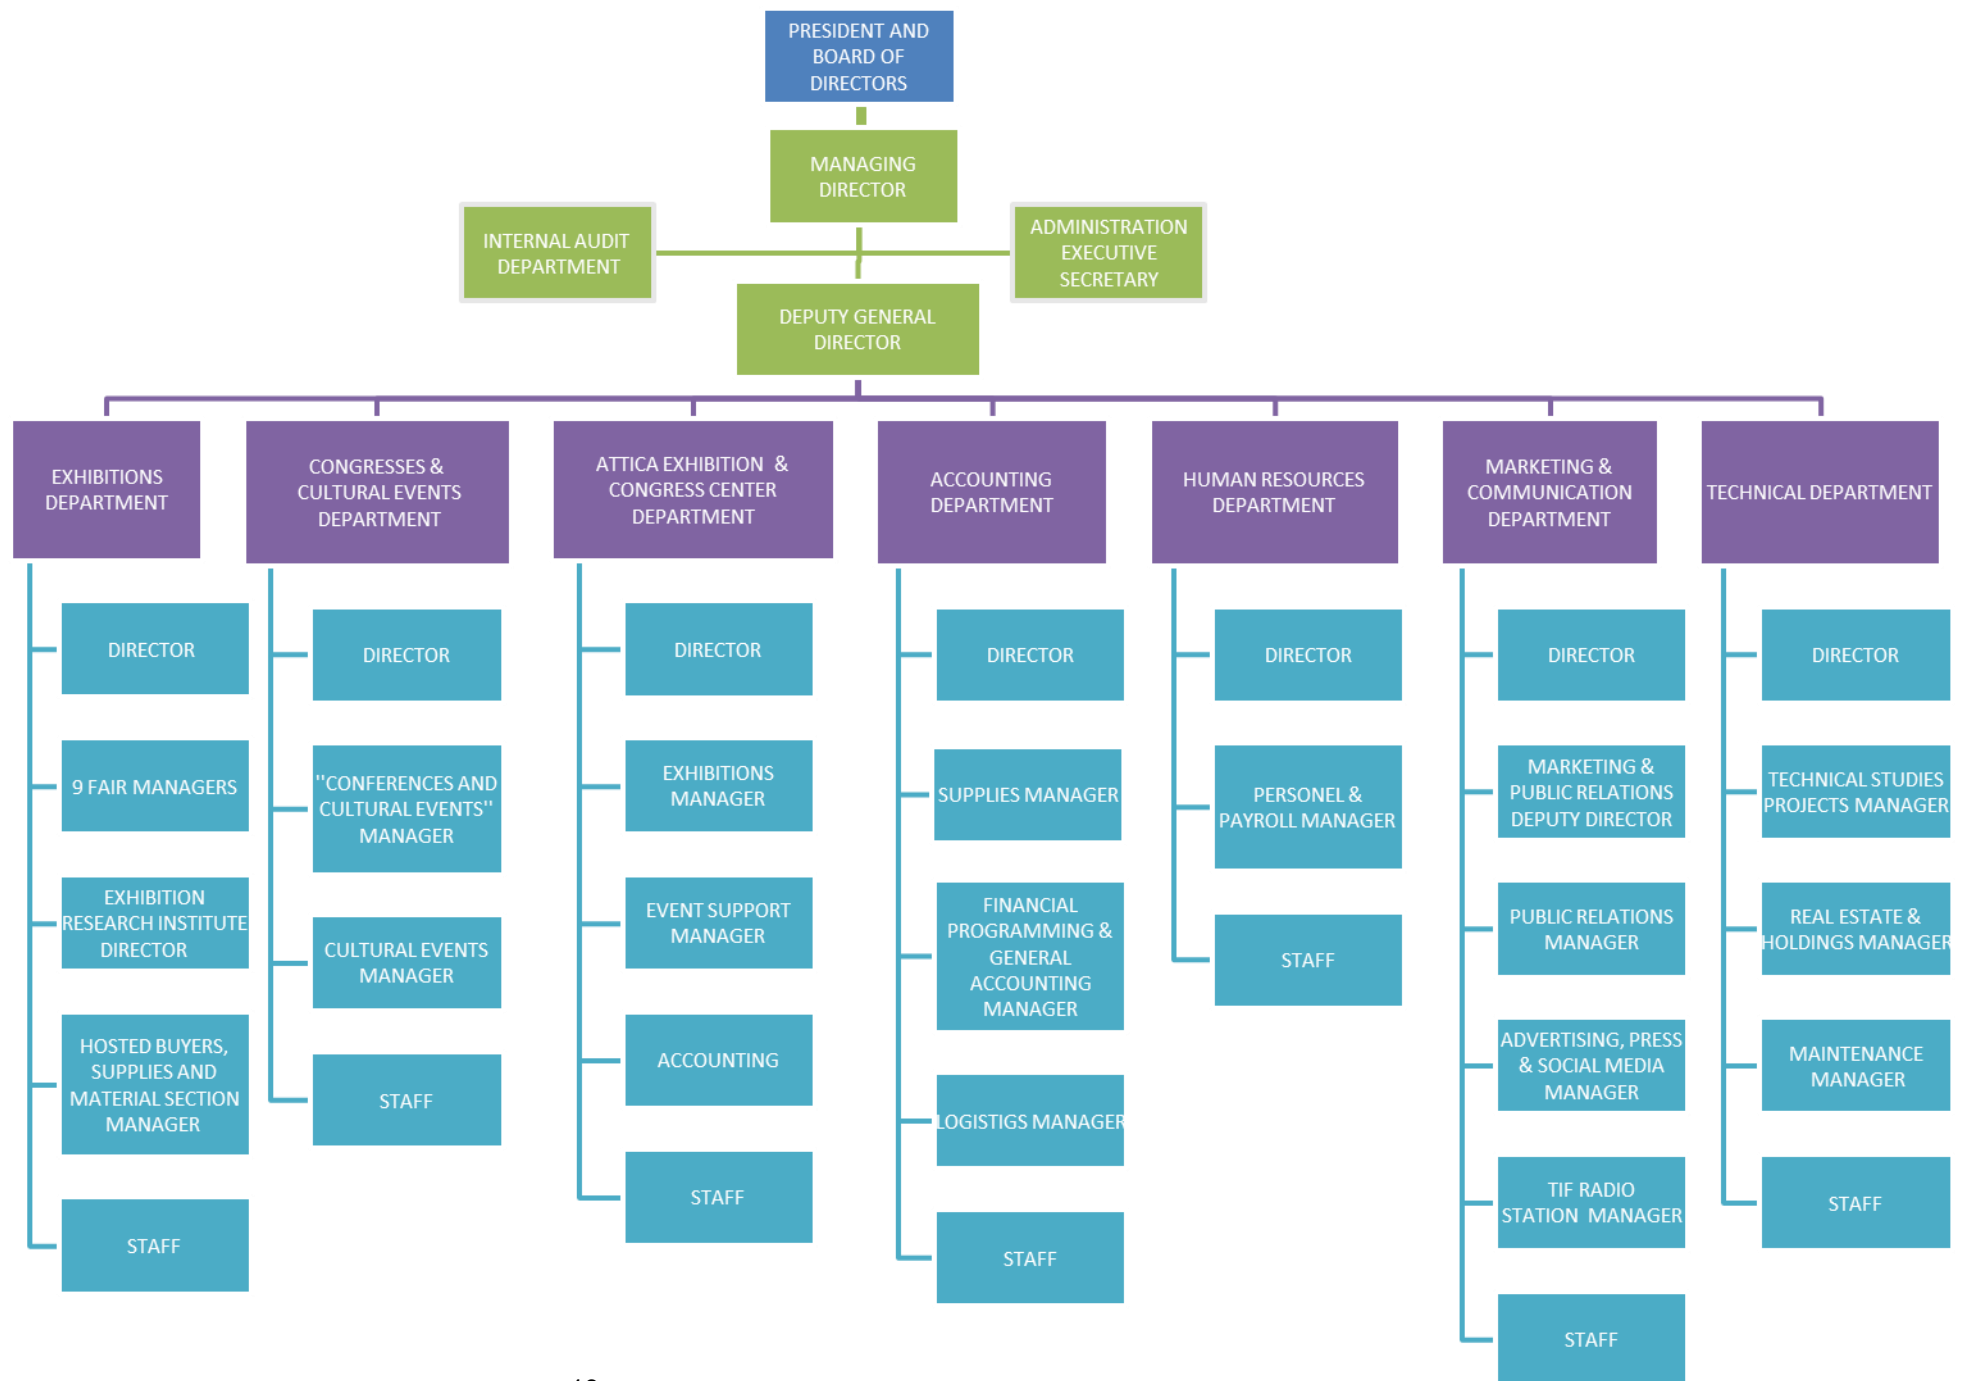 PRESIDENT AND
BOARD OF
DIRECTORS
MANAGING
DIRECTOR
INTERNAL AUDIT
DEPARTMENT
ADMINISTRATION
EXECUTIVE
SECRETARY
DEPUTY GENERAL
DIRECTOR
EXHIBITIONS
DEPARTMENT
DIRECTOR
9 FAIR MANAGERS
EXHIBITION
RESEARCH INSTITUTE
DIRECTOR
HOSTED BUYERS,
SUPPLIES AND
MATERIAL SECTION
MANAGER
STAFF
CONGRESSES &
CULTURAL EVENTS
DEPARTMENT
DIRECTOR
"CONFERENCES AND
CULTURAL EVENTS"
MANAGER
CULTURAL EVENTS
MANAGER
STAFF
ATTICA EXHIBITION &
CONGRESS CENTER
DEPARTMENT
DIRECTOR
EXHIBITIONS
MANAGER
EVENT SUPPORT
MANAGER
ACCOUNTING
STAFF
ACCOUNTING
DEPARTMENT
DIRECTOR
SUPPLIES MANAGER
FINANCIAL
PROGRAMMING &
GENERAL
ACCOUNTING
MANAGER
LOGISTIGS MANAGER
STAFF
HUMAN RESOURCES
DEPARTMENT
DIRECTOR
PERSONEL &
PAYROLL MANAGER
STAFF
MARKETING &
COMMUNICATION
DEPARTMENT
DIRECTOR
MARKETING &
PUBLIC RELATIONS
DEPUTY DIRECTOR
PUBLIC RELATIONS
MANAGER
ADVERTISING, PRESS
& SOCIAL MEDIA
MANAGER
TIF RADIO
STATION MANAGER
STAFF
TECHNICAL DEPARTMENT
DIRECTOR
TECHNICAL STUDIES
PROJECTS MANAGER
REAL ESTATE &
HOLDINGS MANAGER
MAINTENANCE
MANAGER
STAFF